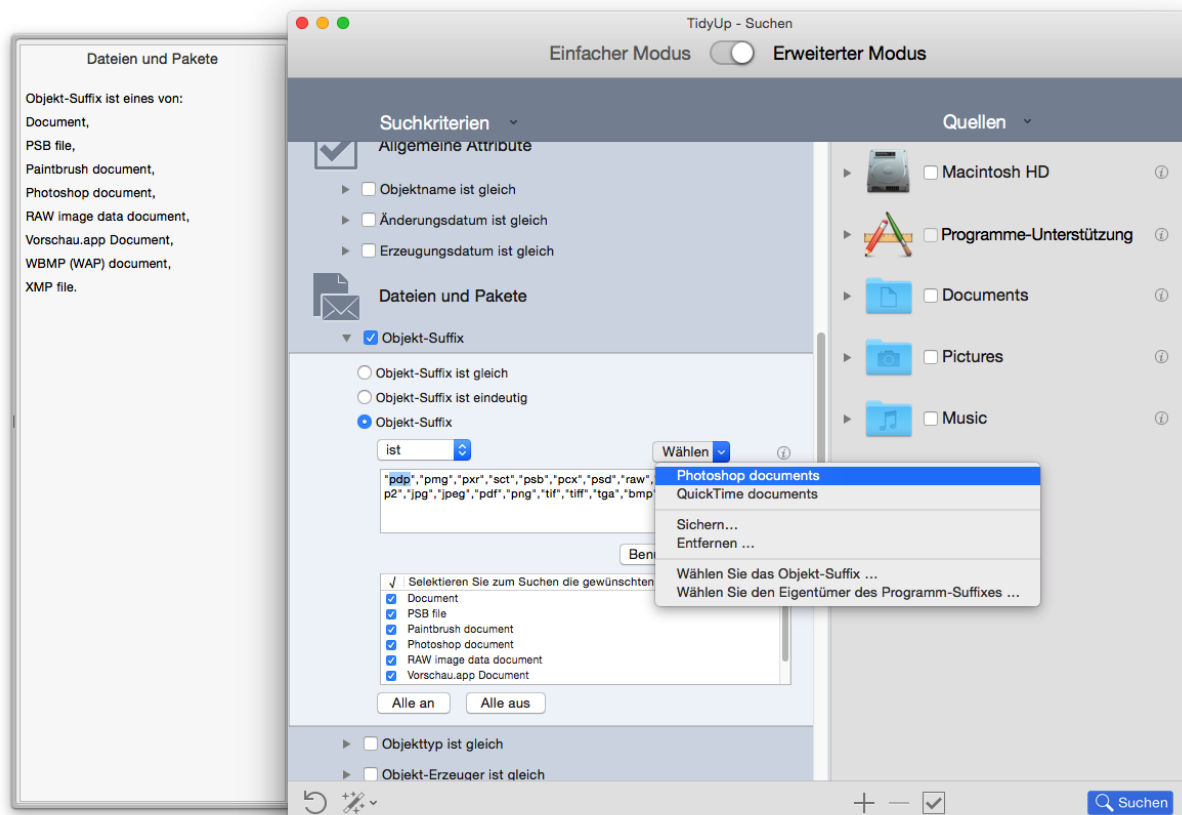 TidyUp - Suchen
Einfacher Modus
Erweiterter Modus
Dateien und Pakete
Objekt-Suffix ist eines von:
Document,
PSB file,
Paintbrush document,
Photoshop document,
RAW image data document,
Vorschau.app Document,
WBMP (WAP) document,
XMP file.
Suchkriterien
Allgemeine Attribute
Objektname ist gleich
Änderungsdatum ist gleich
Erzeugungsdatum ist gleich
Dateien und Pakete
Objekt-Suffix
Objekt-Suffix ist gleich
Objekt-Suffix ist eindeutig
Objekt-Suffix
ist
Wählen
"pdp","pmg","pxr","sct","psb","pcx","psd","raw",
p2","jpg","jpeg","pdf","png","tif","tiff","tga","bmp"
Photoshop documents
QuickTime documents
Sichern...
Entfernen ...
Wählen Sie das Objekt-Suffix ...
Wählen Sie den Eigentümer des Programm-Suffixes ...
√ Selektieren Sie zum Suchen die gewünschten
Document
PSB file
Paintbrush document
Photoshop document
RAW image data document
Vorschau.app Document
Alle an
Alle aus
Objekttyp ist gleich
Objekt-Erzeuger ist gleich
Quellen
Macintosh HD
Programme-Unterstützung
Documents
Pictures
Music
Suchen